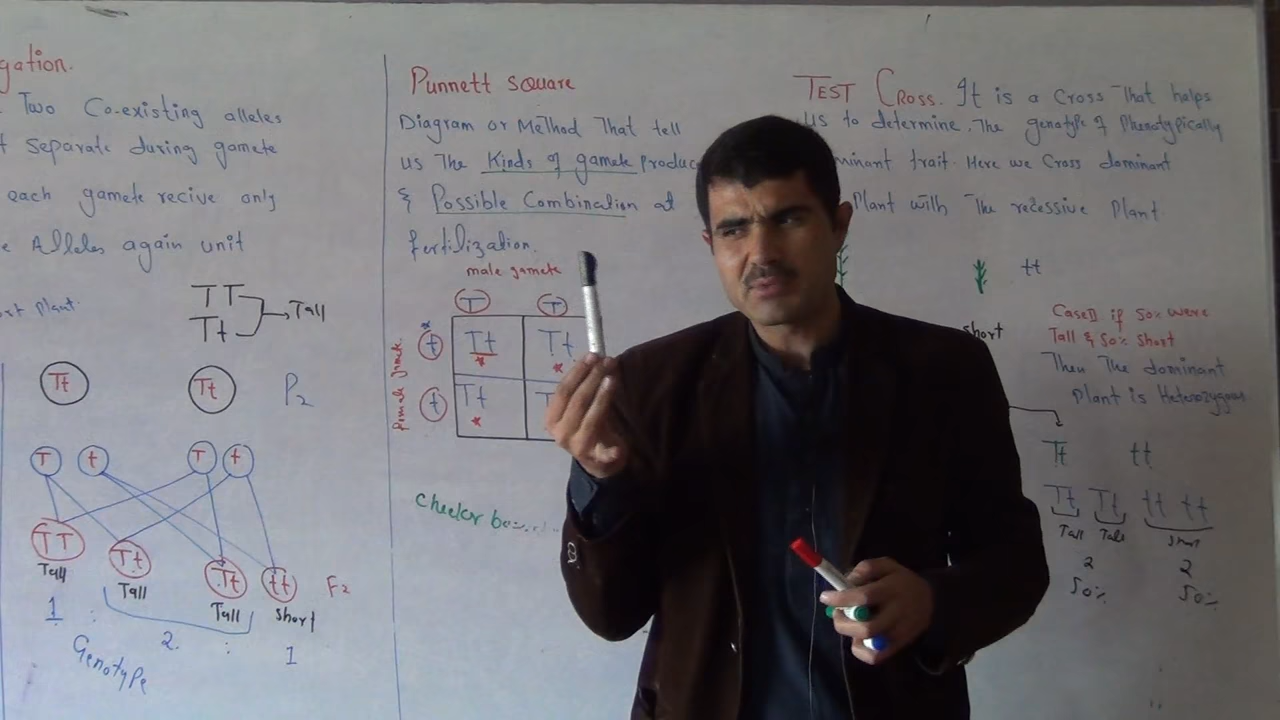 gation.
Two Co-existing alleles
t separate during gamete
each gamete recive only
e Alleles again unit
ort plant.
TT
Tt
Tall
Tt Tt P2
T t T t
TT Tt Tt tt F2
Tall Tall Tall short
1 : 2. : 1
Genotype
Punnett square
Diagram or Method That tell
us The Kinds of gamete produc
& Possible Combination at
fertilization.
male gamete
T T
t Tt Tt
t Tt T
Checker bo
TEST CROSS. It is a cross That helps
us to determine The genotype of Phenotypically
minant trait. Here we Cross dominant
Plant with The recessive Plant
tt
short
Case II if 50% were
Tall & 50% short
Then The dominant
Plant is Heterozygous
Tt tt
Tt Tt tt tt
Tall Tall short
2 2
50% 50%